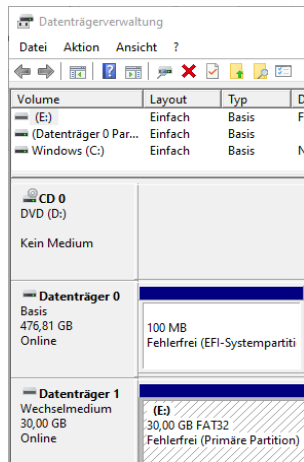 Datenträgerverwaltung
Datei Aktion Ansicht ?
Volume Layout Typ D
(E:) Einfach Basis F
(Datenträger 0 Par... Einfach Basis
Windows (C:) Einfach Basis N
CD 0
DVD (D:)
Kein Medium
Datenträger 0
Basis
476,81 GB
Online
100 MB
Fehlerfrei (EFI-Systempartiti
Datenträger 1
Wechselmedium
30,00 GB
Online
(E:)
30,00 GB FAT32
Fehlerfrei (Primäre Partition)